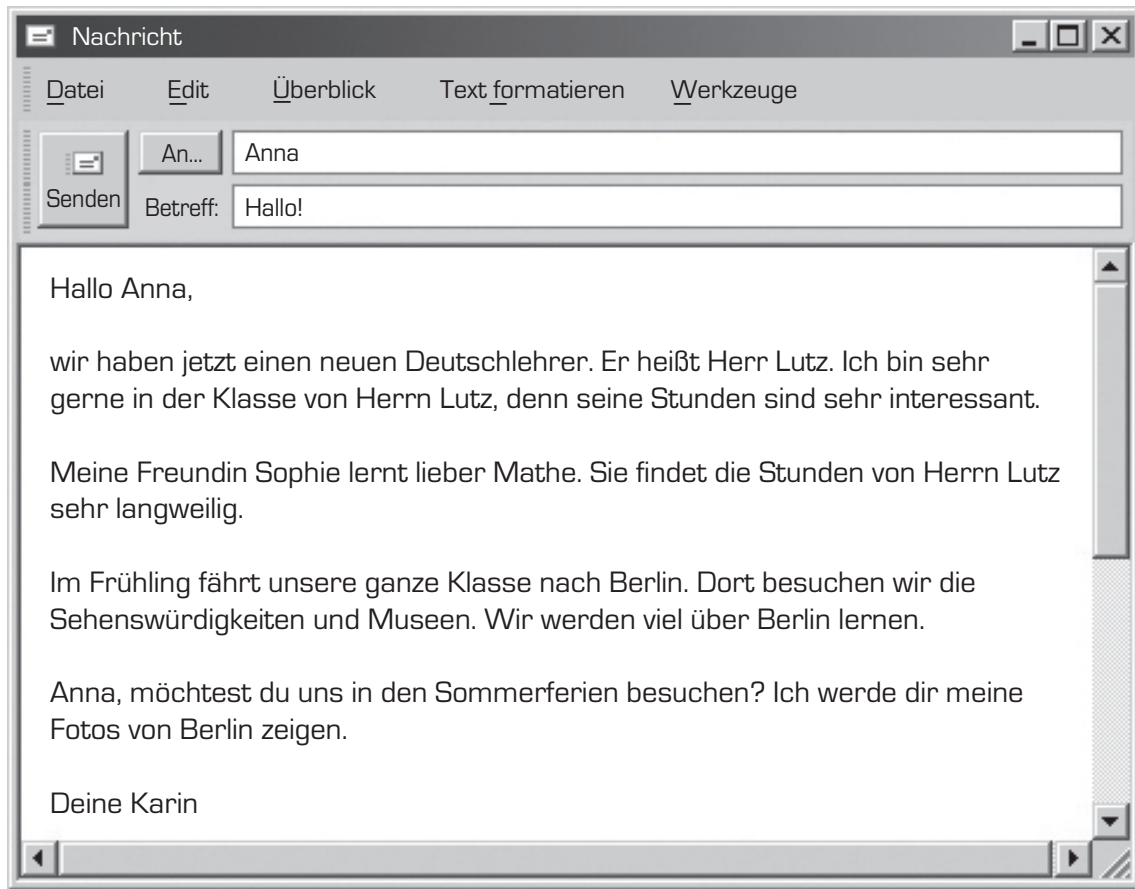 Nachricht
Datei Edit Überblick Text formatieren Werkzeuge
An... Anna
Senden
Betreff: Hallo!
Hallo Anna,
wir haben jetzt einen neuen Deutschlehrer. Er heißt Herr Lutz. Ich bin sehr
gerne in der Klasse von Herrn Lutz, denn seine Stunden sind sehr interessant.
Meine Freundin Sophie lernt lieber Mathe. Sie findet die Stunden von Herrn Lutz
sehr langweilig.
Im Frühling fährt unsere ganze Klasse nach Berlin. Dort besuchen wir die
Sehenswürdigkeiten und Museen. Wir werden viel über Berlin lernen.
Anna, möchtest du uns in den Sommerferien besuchen? Ich werde dir meine
Fotos von Berlin zeigen.
Deine Karin